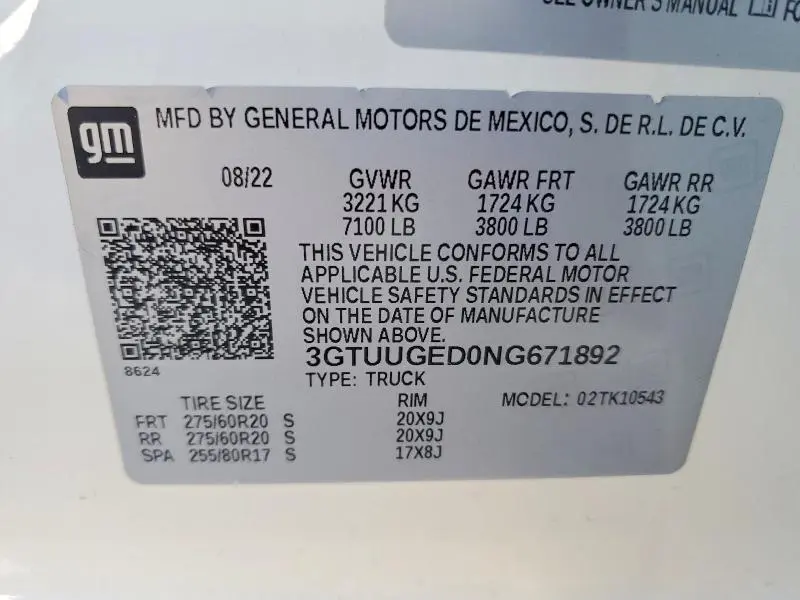 SEE OWNER'S MANUAL
gm MFD BY GENERAL MOTORS DE MEXICO, S. DE R.L. DE C.V.
08/22 GVWR GAWR FRT GAWR RR
3221 KG 1724 KG 1724 KG
7100 LB 3800 LB 3800 LB
THIS VEHICLE CONFORMS TO ALL
APPLICABLE U.S. FEDERAL MOTOR
VEHICLE SAFETY STANDARDS IN EFFECT
ON THE DATE OF MANUFACTURE
SHOWN ABOVE.
3GTUUGED0NG671892
8624
TYPE: TRUCK
TIRE SIZE RIM MODEL: 02TK10543
FRT 275/60R20 S 20X9J
RR 275/60R20 S 20X9J
SPA 255/80R17 S 17X8J